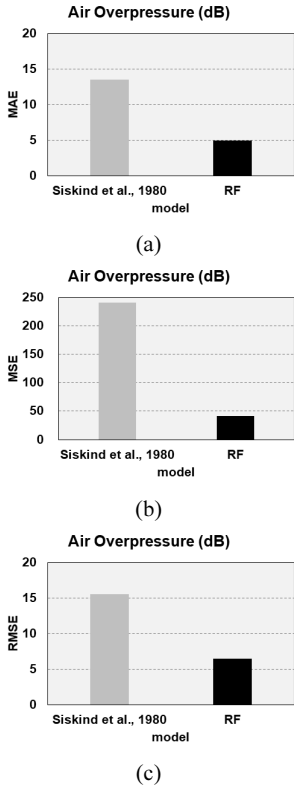 Air Overpressure (dB)
20
15
10
5
0
MAE
Siskind et al., 1980 RF
model
(a)
Air Overpressure (dB)
250
200
150
100
50
0
MSE
Siskind et al., 1980 RF
model
(b)
Air Overpressure (dB)
20
15
10
5
0
RMSE
Siskind et al., 1980 RF
model
(c)